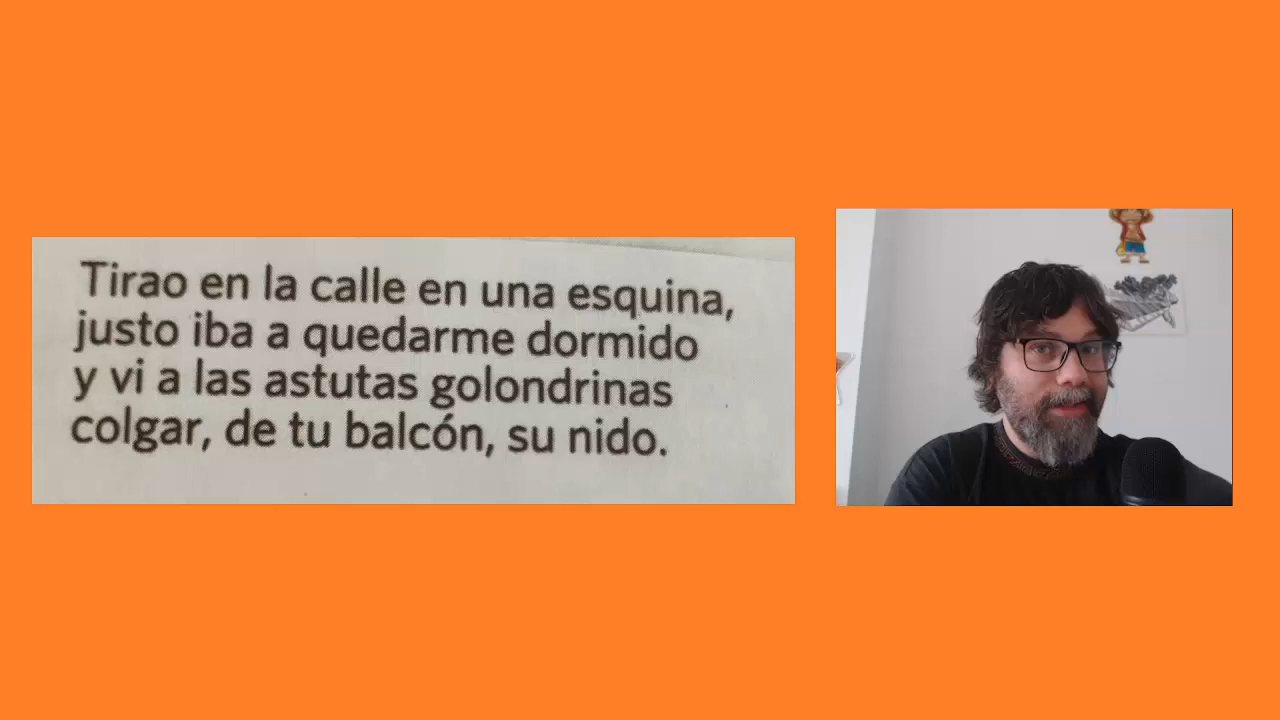 Tirao en la calle en una esquina,
justo iba a quedarme dormido
y vi a las astutas golondrinas
colgar, de tu balcón, su nido.